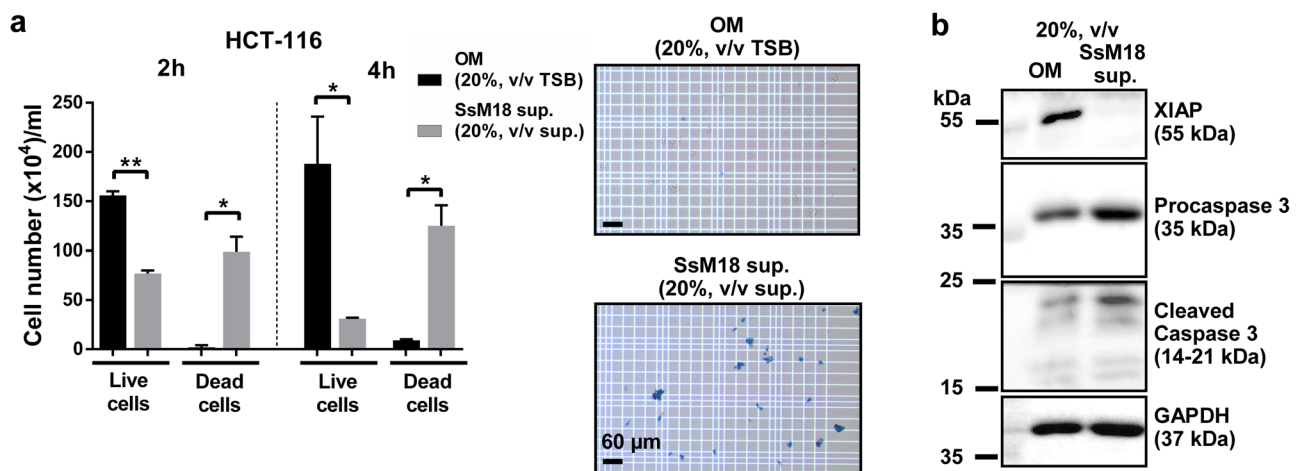 a
HCT-116
2h
4h
OM
(20%, v/v TSB)
SsM18 sup.
(20%, v/v sup.)
Cell number (x10⁴)/ml
250
200
150
100
50
0
**
*
*
*
Live
cells
Dead
cells
Live
cells
Dead
cells
OM
(20%, v/v TSB)
SsM18 sup.
(20%, v/v sup.)
60 µm
b
20%, v/v
OM
SsM18
sup.
kDa
55
XIAP
(55 kDa)
35
Procaspase 3
(35 kDa)
25
Cleaved
Caspase 3
(14-21 kDa)
15
GAPDH
(37 kDa)
35